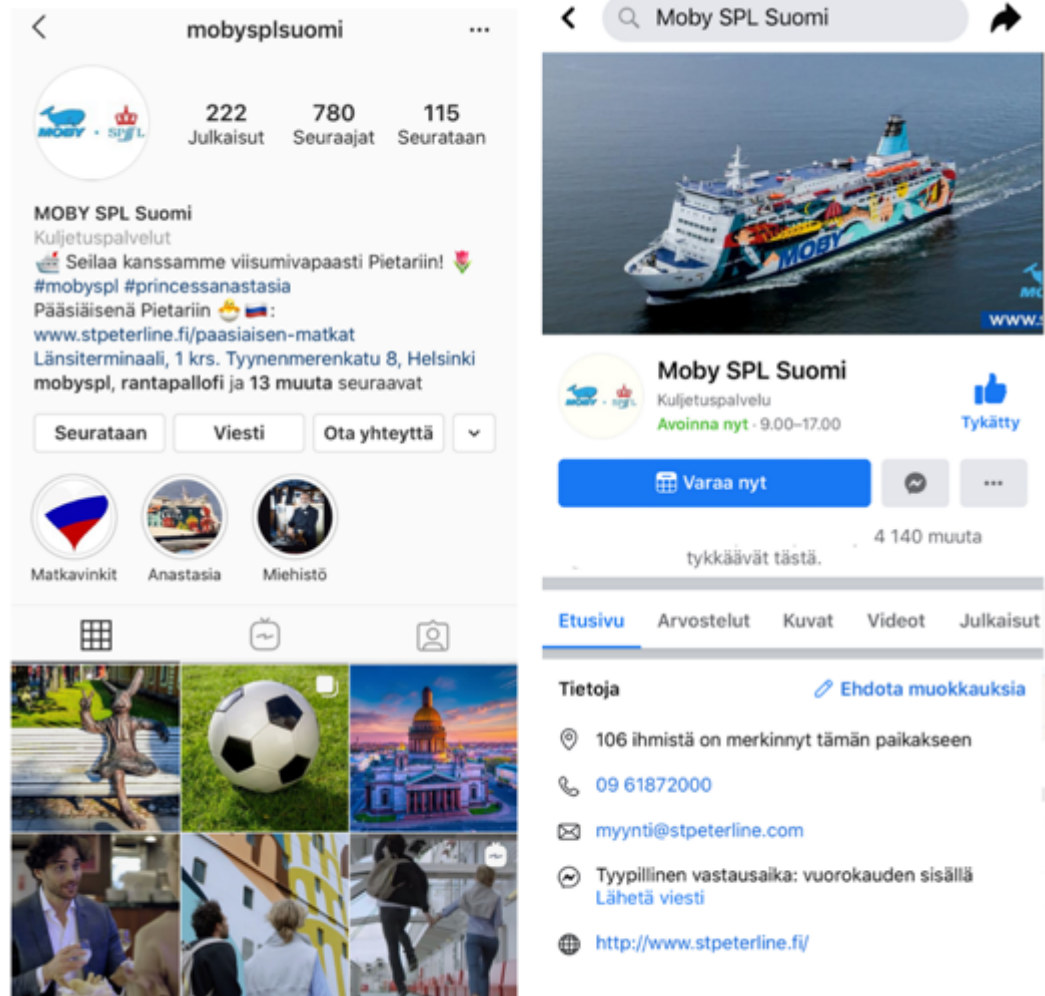 mobysplsuomi
MOBY · SPL
222 780 115
Julkaisut Seuraajat Seurataan
MOBY SPL Suomi
Kuljetuspalvelut
Seilaa kanssamme viisumivapaasti Pietariin!
#mobyspl #princessanastasia
Pääsiäisenä Pietariin :
www.stpeterline.fi/paasiaisen-matkat
Länsiterminaali, 1 krs. Tyynenmerenkatu 8, Helsinki
mobyspl, rantapallofi ja 13 muuta seuraavat
Seurataan Viesti Ota yhteyttä
Matkavinkit Anastasia Miehistö
Moby SPL Suomi
MOBY
www.s
Moby SPL Suomi
Kuljetuspalvelu
Avoinna nyt · 9.00–17.00
Tykätty
Varaa nyt
4 140 muuta
tykkäävät tästä.
Etusivu Arvostelut Kuvat Videot Julkaisut
Tietoja Ehdota muokkauksia
106 ihmistä on merkinnyt tämän paikakseen
09 61872000
myynti@stpeterline.com
Tyypillinen vastausaika: vuorokauden sisällä
Lähetä viesti
http://www.stpeterline.fi/